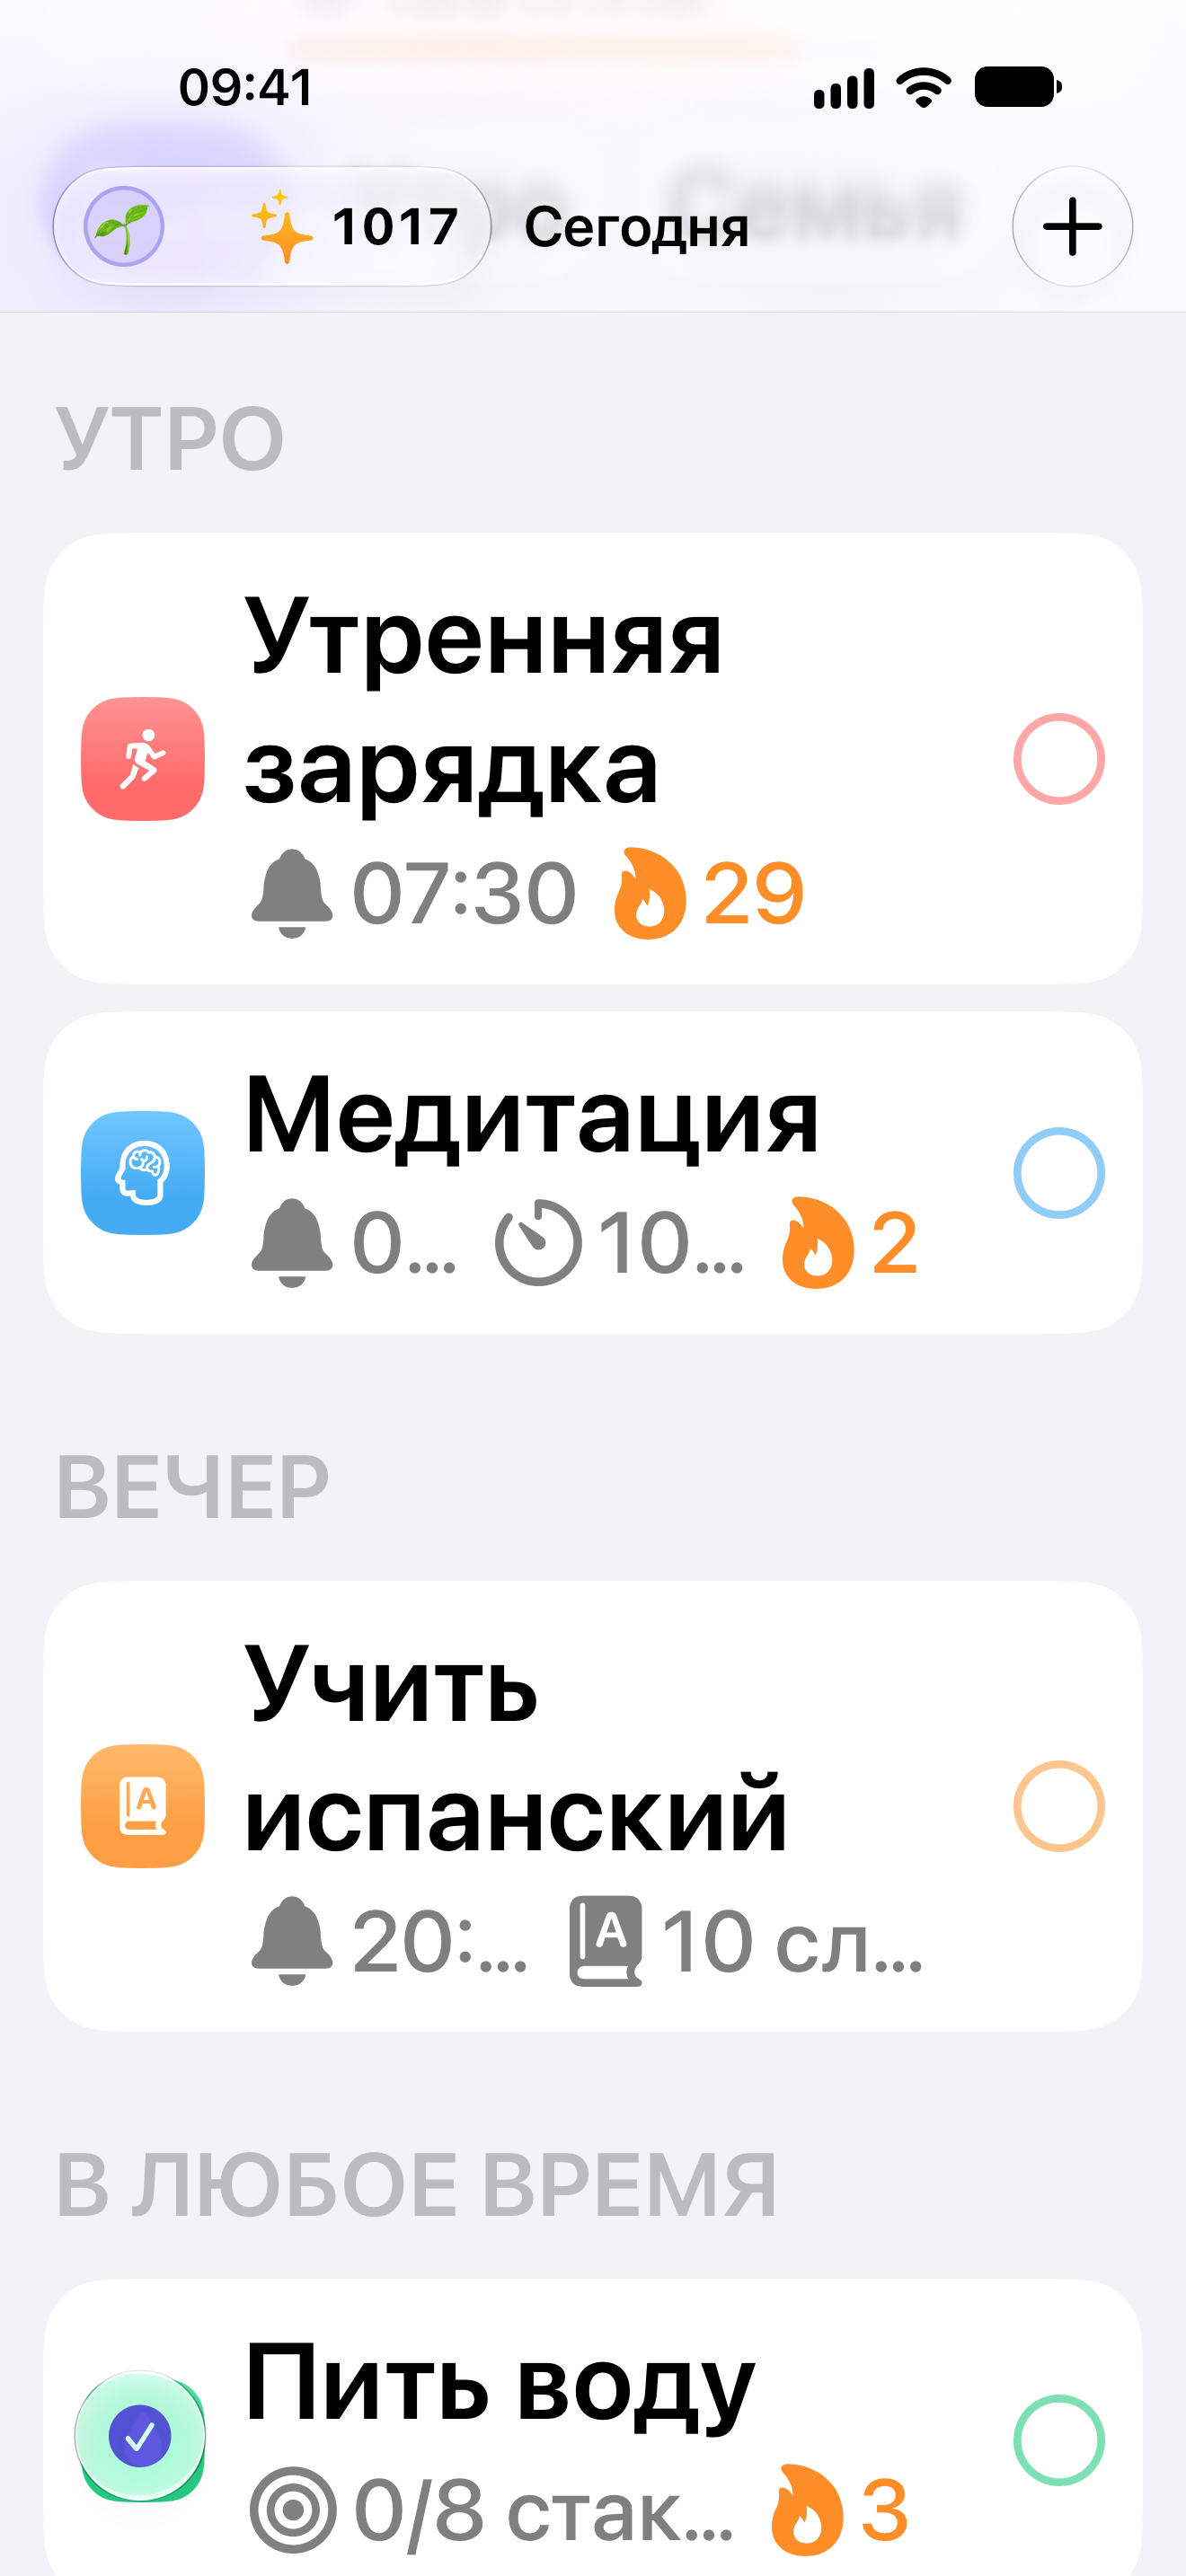 09:41
1017
Сегодня
УТРО
Утренняя
зарядка
07:30 29
Медитация
0... 10... 2
ВЕЧЕР
Учить
испанский
20:... 10 сл...
В ЛЮБОЕ ВРЕМЯ
Пить воду
0/8 стак... 3